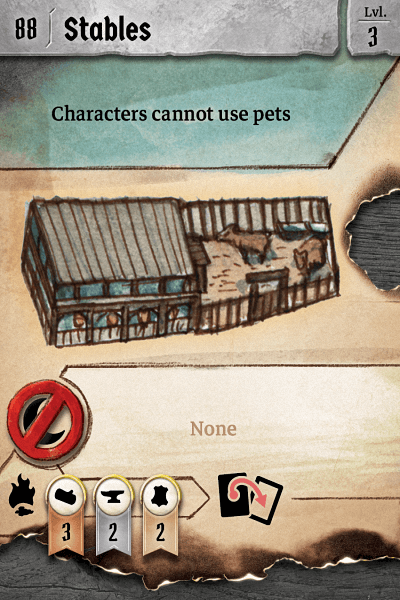 88 Stables
Lvl.
3
Characters cannot use pets
None
3 2 2